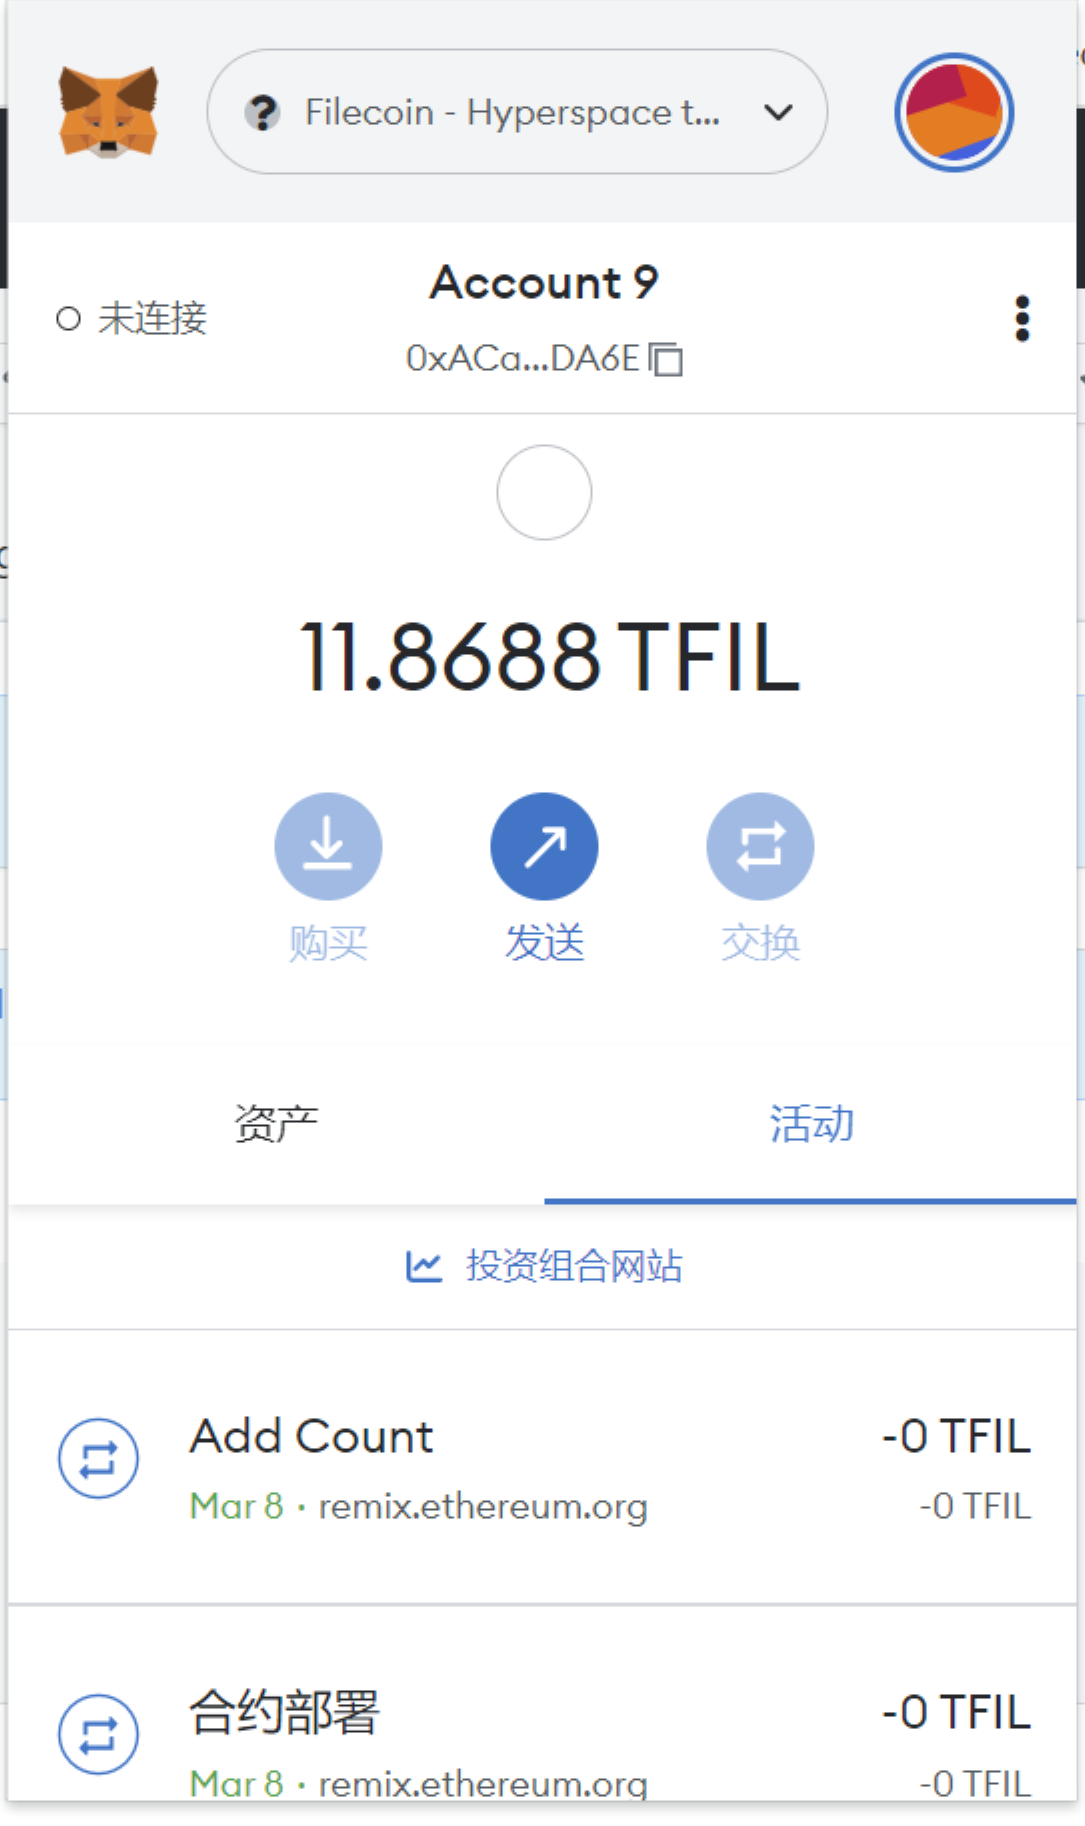 Filecoin - Hyperspace t...
Account 9
未连接
0xACa...DA6E
11.8688 TFIL
购买
发送
交换
资产
活动
投资组合网站
Add Count
-0 TFIL
Mar 8 · remix.ethereum.org
-0 TFIL
合约部署
-0 TFIL
Mar 8 · remix.ethereum.org
-0 TFIL